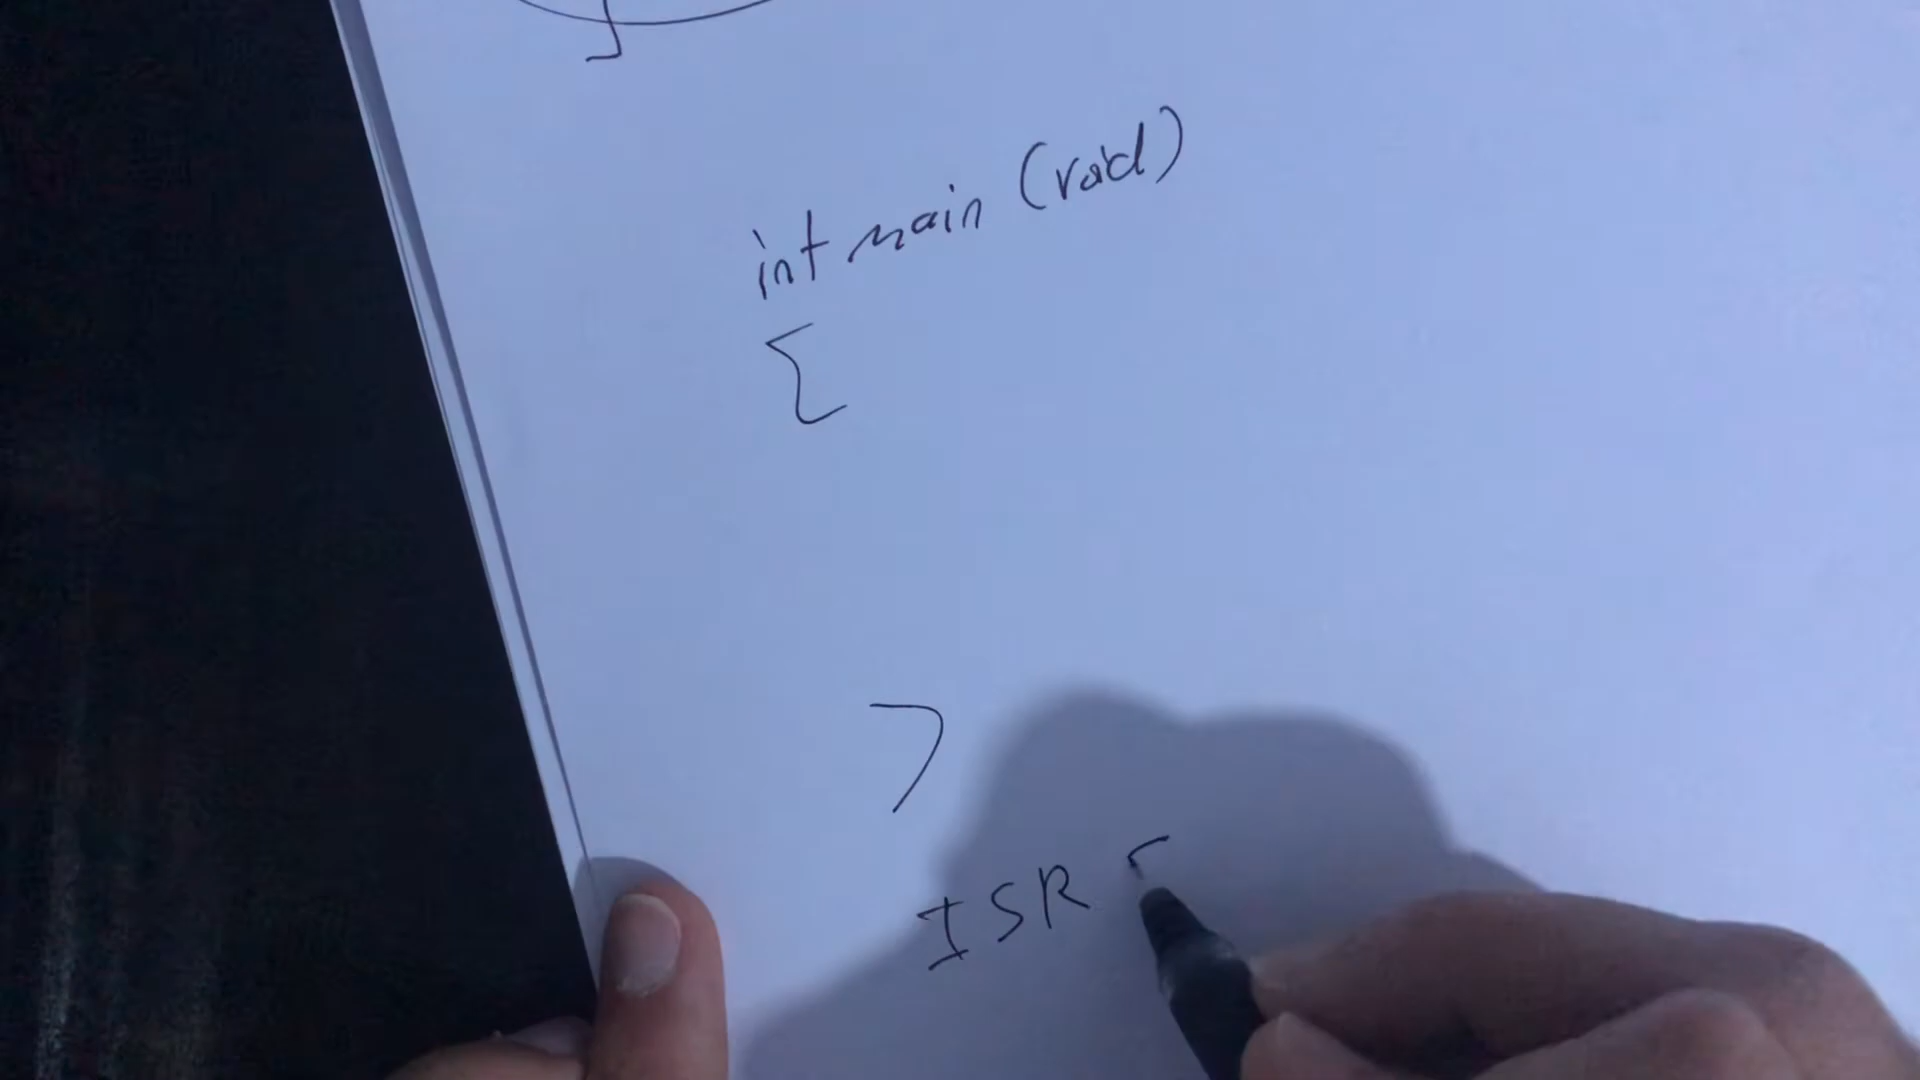 int main (void)
{
}
ISR